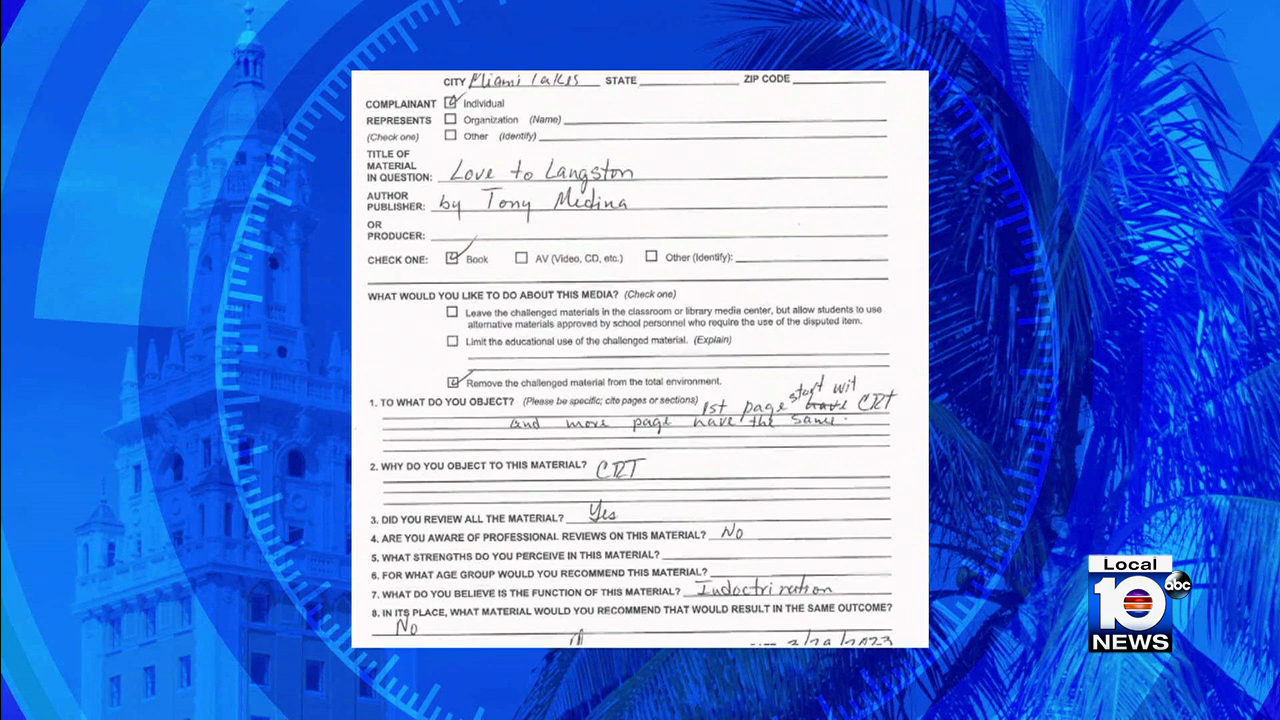 CITY Miami Lakes STATE ZIP CODE
COMPLAINANT Individual
REPRESENTS Organization (Name)
(Check one) Other (Identify)
TITLE OF
MATERIAL
IN QUESTION: Love to Langston
AUTHOR
PUBLISHER: by Tony Medina
OR
PRODUCER:
CHECK ONE: Book AV (Video, CD, etc.) Other (Identify):
WHAT WOULD YOU LIKE TO DO ABOUT THIS MEDIA? (Check one)
Leave the challenged materials in the classroom or library media center, but allow students to use
alternative materials approved by school personnel who require the use of the disputed item.
Limit the educational use of the challenged material. (Explain)
Remove the challenged material from the total environment.
1. TO WHAT DO YOU OBJECT? (Please be specific; cite pages or sections) 1st page start wit have CRT
and more page have the same.
2. WHY DO YOU OBJECT TO THIS MATERIAL? CRT
3. DID YOU REVIEW ALL THE MATERIAL? Yes
4. ARE YOU AWARE OF PROFESSIONAL REVIEWS ON THIS MATERIAL? No
5. WHAT STRENGTHS DO YOU PERCEIVE IN THIS MATERIAL?
6. FOR WHAT AGE GROUP WOULD YOU RECOMMEND THIS MATERIAL?
7. WHAT DO YOU BELIEVE IS THE FUNCTION OF THIS MATERIAL? Indoctrination
8. IN ITS PLACE, WHAT MATERIAL WOULD YOU RECOMMEND THAT WOULD RESULT IN THE SAME OUTCOME?
No
Local
10 abc
NEWS